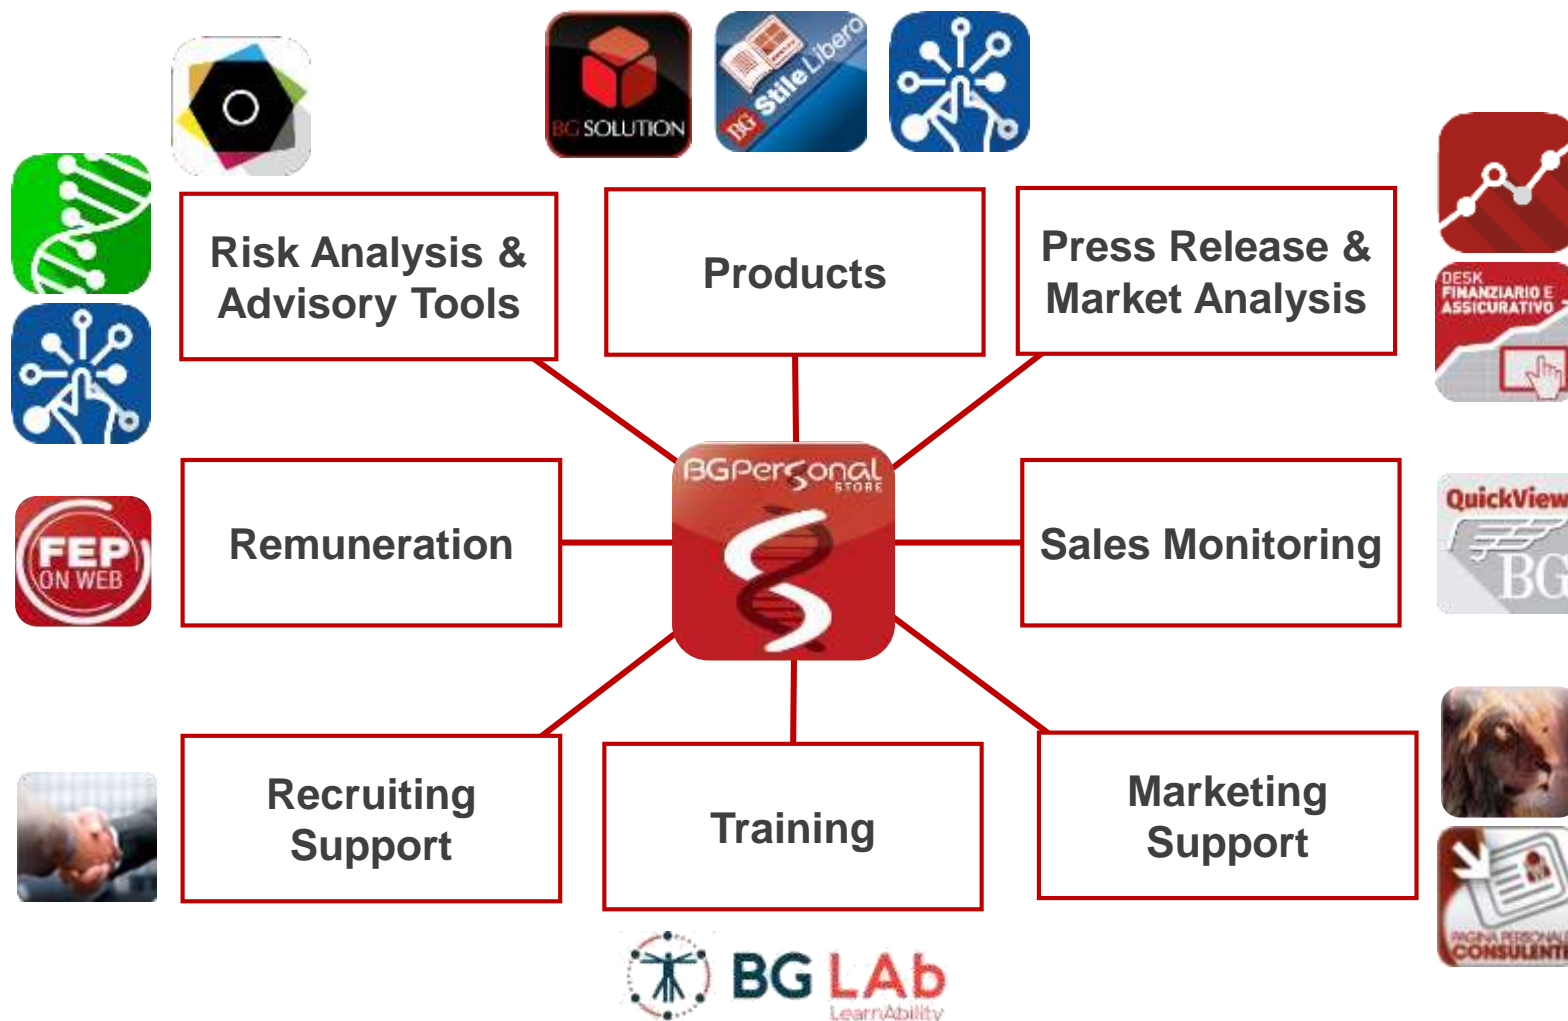 BG SOLUTION
BG Stile Libero
Risk Analysis &
Advisory Tools
Products
Press Release &
Market Analysis
DESK
FINANZIARIO E
ASSICURATIVO
BGPersonal
STORE
FEP
ON WEB
Remuneration
Sales Monitoring
QuickView
BG
Recruiting
Support
Training
Marketing
Support
PAGINA PERSONALE
CONSULENTE
BG LAb
LearnAbility